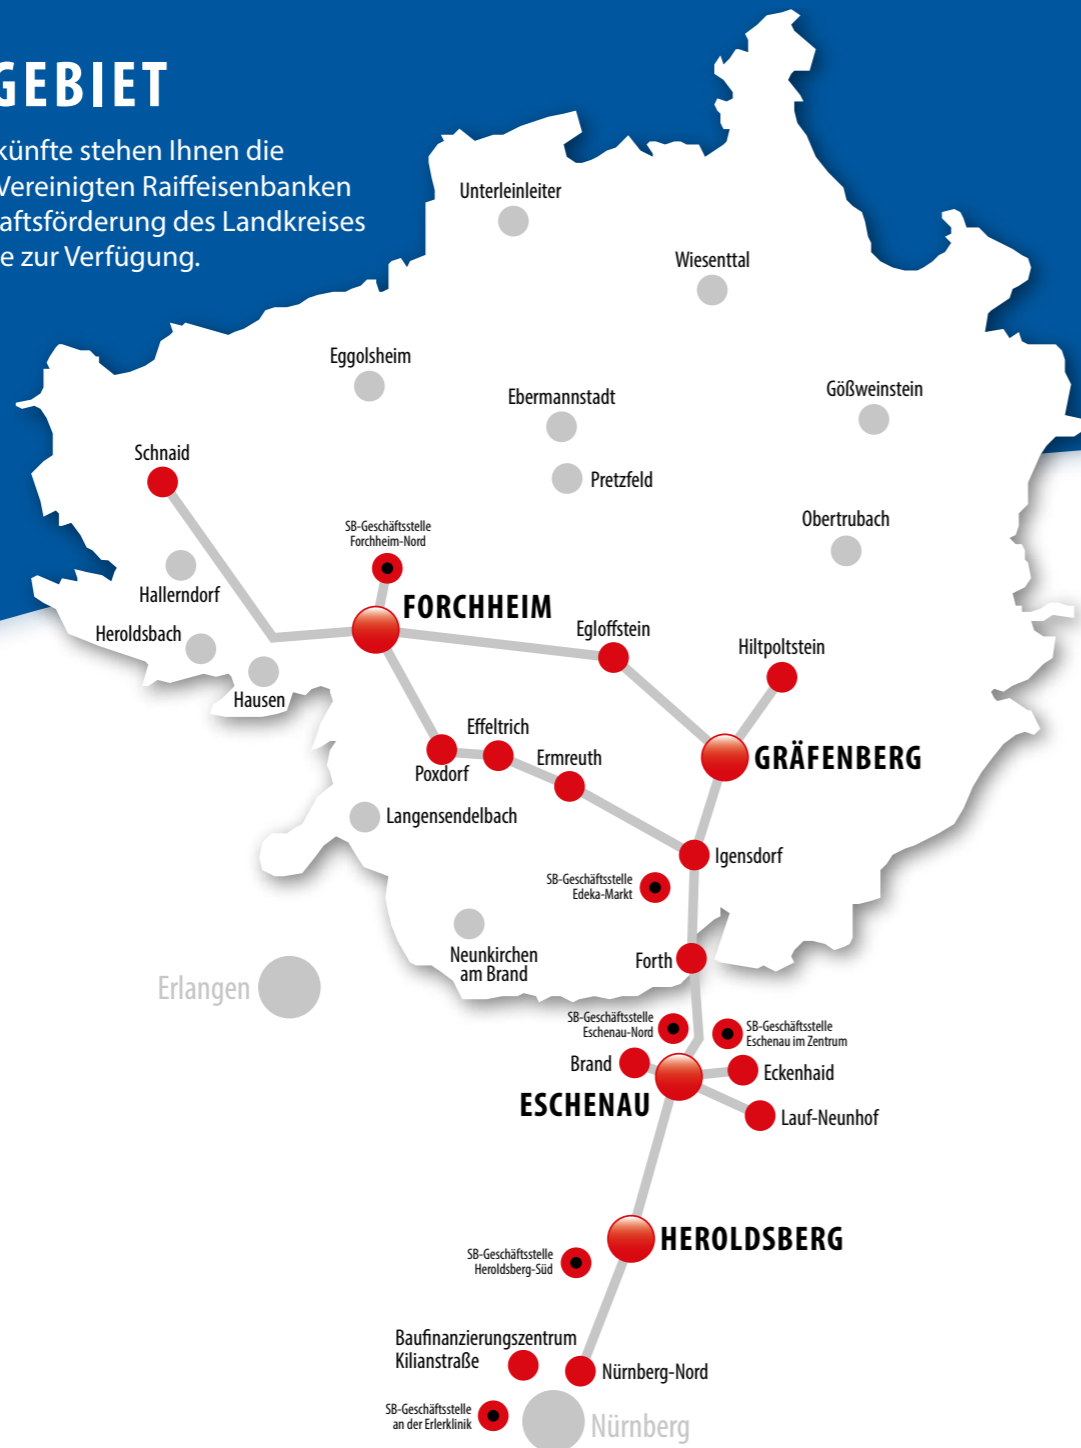 GEBIET
künfte stehen Ihnen die
Vereinigten Raiffeisenbanken
aftsförderung des Landkreises
e zur Verfügung.
Unterleinleiter
Wiesenttal
Eggolsheim
Ebermannstadt
Gößweinstein
Schnaid
Pretzfeld
Obertrubach
SB-Geschäftsstelle
Forchheim-Nord
Hallerndorf
FORCHHEIM
Egloffstein
Heroldsbach
Hiltpoltstein
Hausen
Effeltrich
Ermreuth
GRÄFENBERG
Poxdorf
Langensendelbach
Igensdorf
SB-Geschäftsstelle
Edeka-Markt
Neunkirchen
am Brand
Forth
Erlangen
SB-Geschäftsstelle
Eschenau-Nord
SB-Geschäftsstelle
Eschenau im Zentrum
Brand
Eckenhaid
ESCHENAU
Lauf-Neunhof
HEROLDSBERG
SB-Geschäftsstelle
Heroldsberg-Süd
Baufinanzierungszentrum
Kilianstraße
Nürnberg-Nord
SB-Geschäftsstelle
an der Erlerklinik
Nürnberg